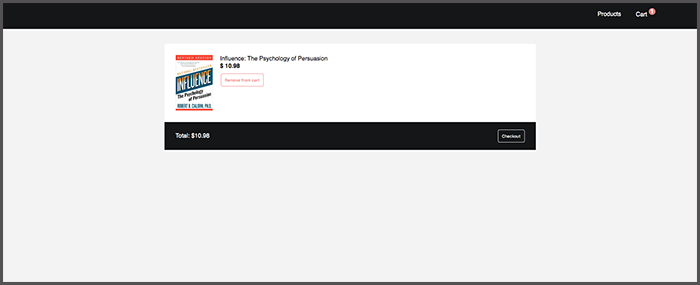 Products
Cart 1
Influence: The Psychology of Persuasion
$ 10.98
Remove from cart
INFLUENCE
The Psychology
of Persuasion
ROBERT B. CIALDINI, PH.D.
Total: $10.98
Checkout